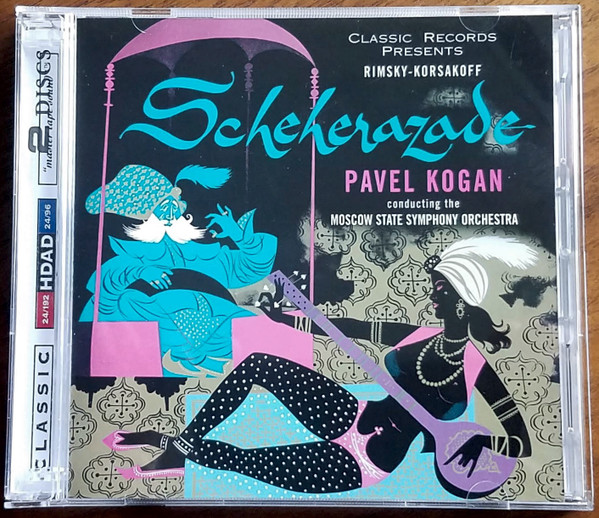 CLASSIC RECORDS
PRESENTS
RIMSKY-KORSAKOFF
Scheherazade
PAVEL KOGAN
conducting the
MOSCOW STATE SYMPHONY ORCHESTRA
2 DISCS
24/192 HDAD 24/96
CLASSIC